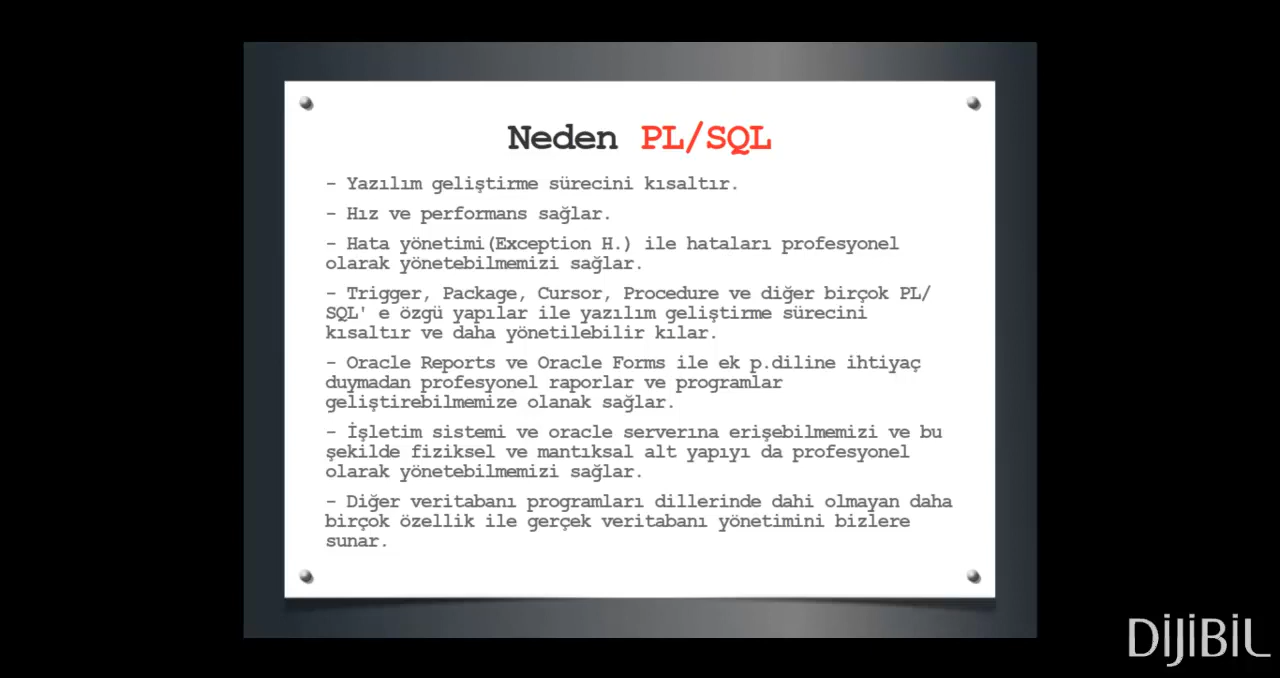 Neden PL/SQL
- Yazılım geliştirme sürecini kısaltır.
- Hız ve performans sağlar.
- Hata yönetimi(Exception H.) ile hataları profesyonel
olarak yönetebilmemizi sağlar.
- Trigger, Package, Cursor, Procedure ve diğer birçok PL/
SQL' e özgü yapılar ile yazılım geliştirme sürecini
kısaltır ve daha yönetilebilir kılar.
- Oracle Reports ve Oracle Forms ile ek p.diline ihtiyaç
duymadan profesyonel raporlar ve programlar
geliştirebilmemize olanak sağlar.
- İşletim sistemi ve oracle serverına erişebilmemizi ve bu
şekilde fiziksel ve mantıksal alt yapıyı da profesyonel
olarak yönetebilmemizi sağlar.
- Diğer veritabanı programları dillerinde dahi olmayan daha
birçok özellik ile gerçek veritabanı yönetimini bizlere
sunar.
DİJİBİL